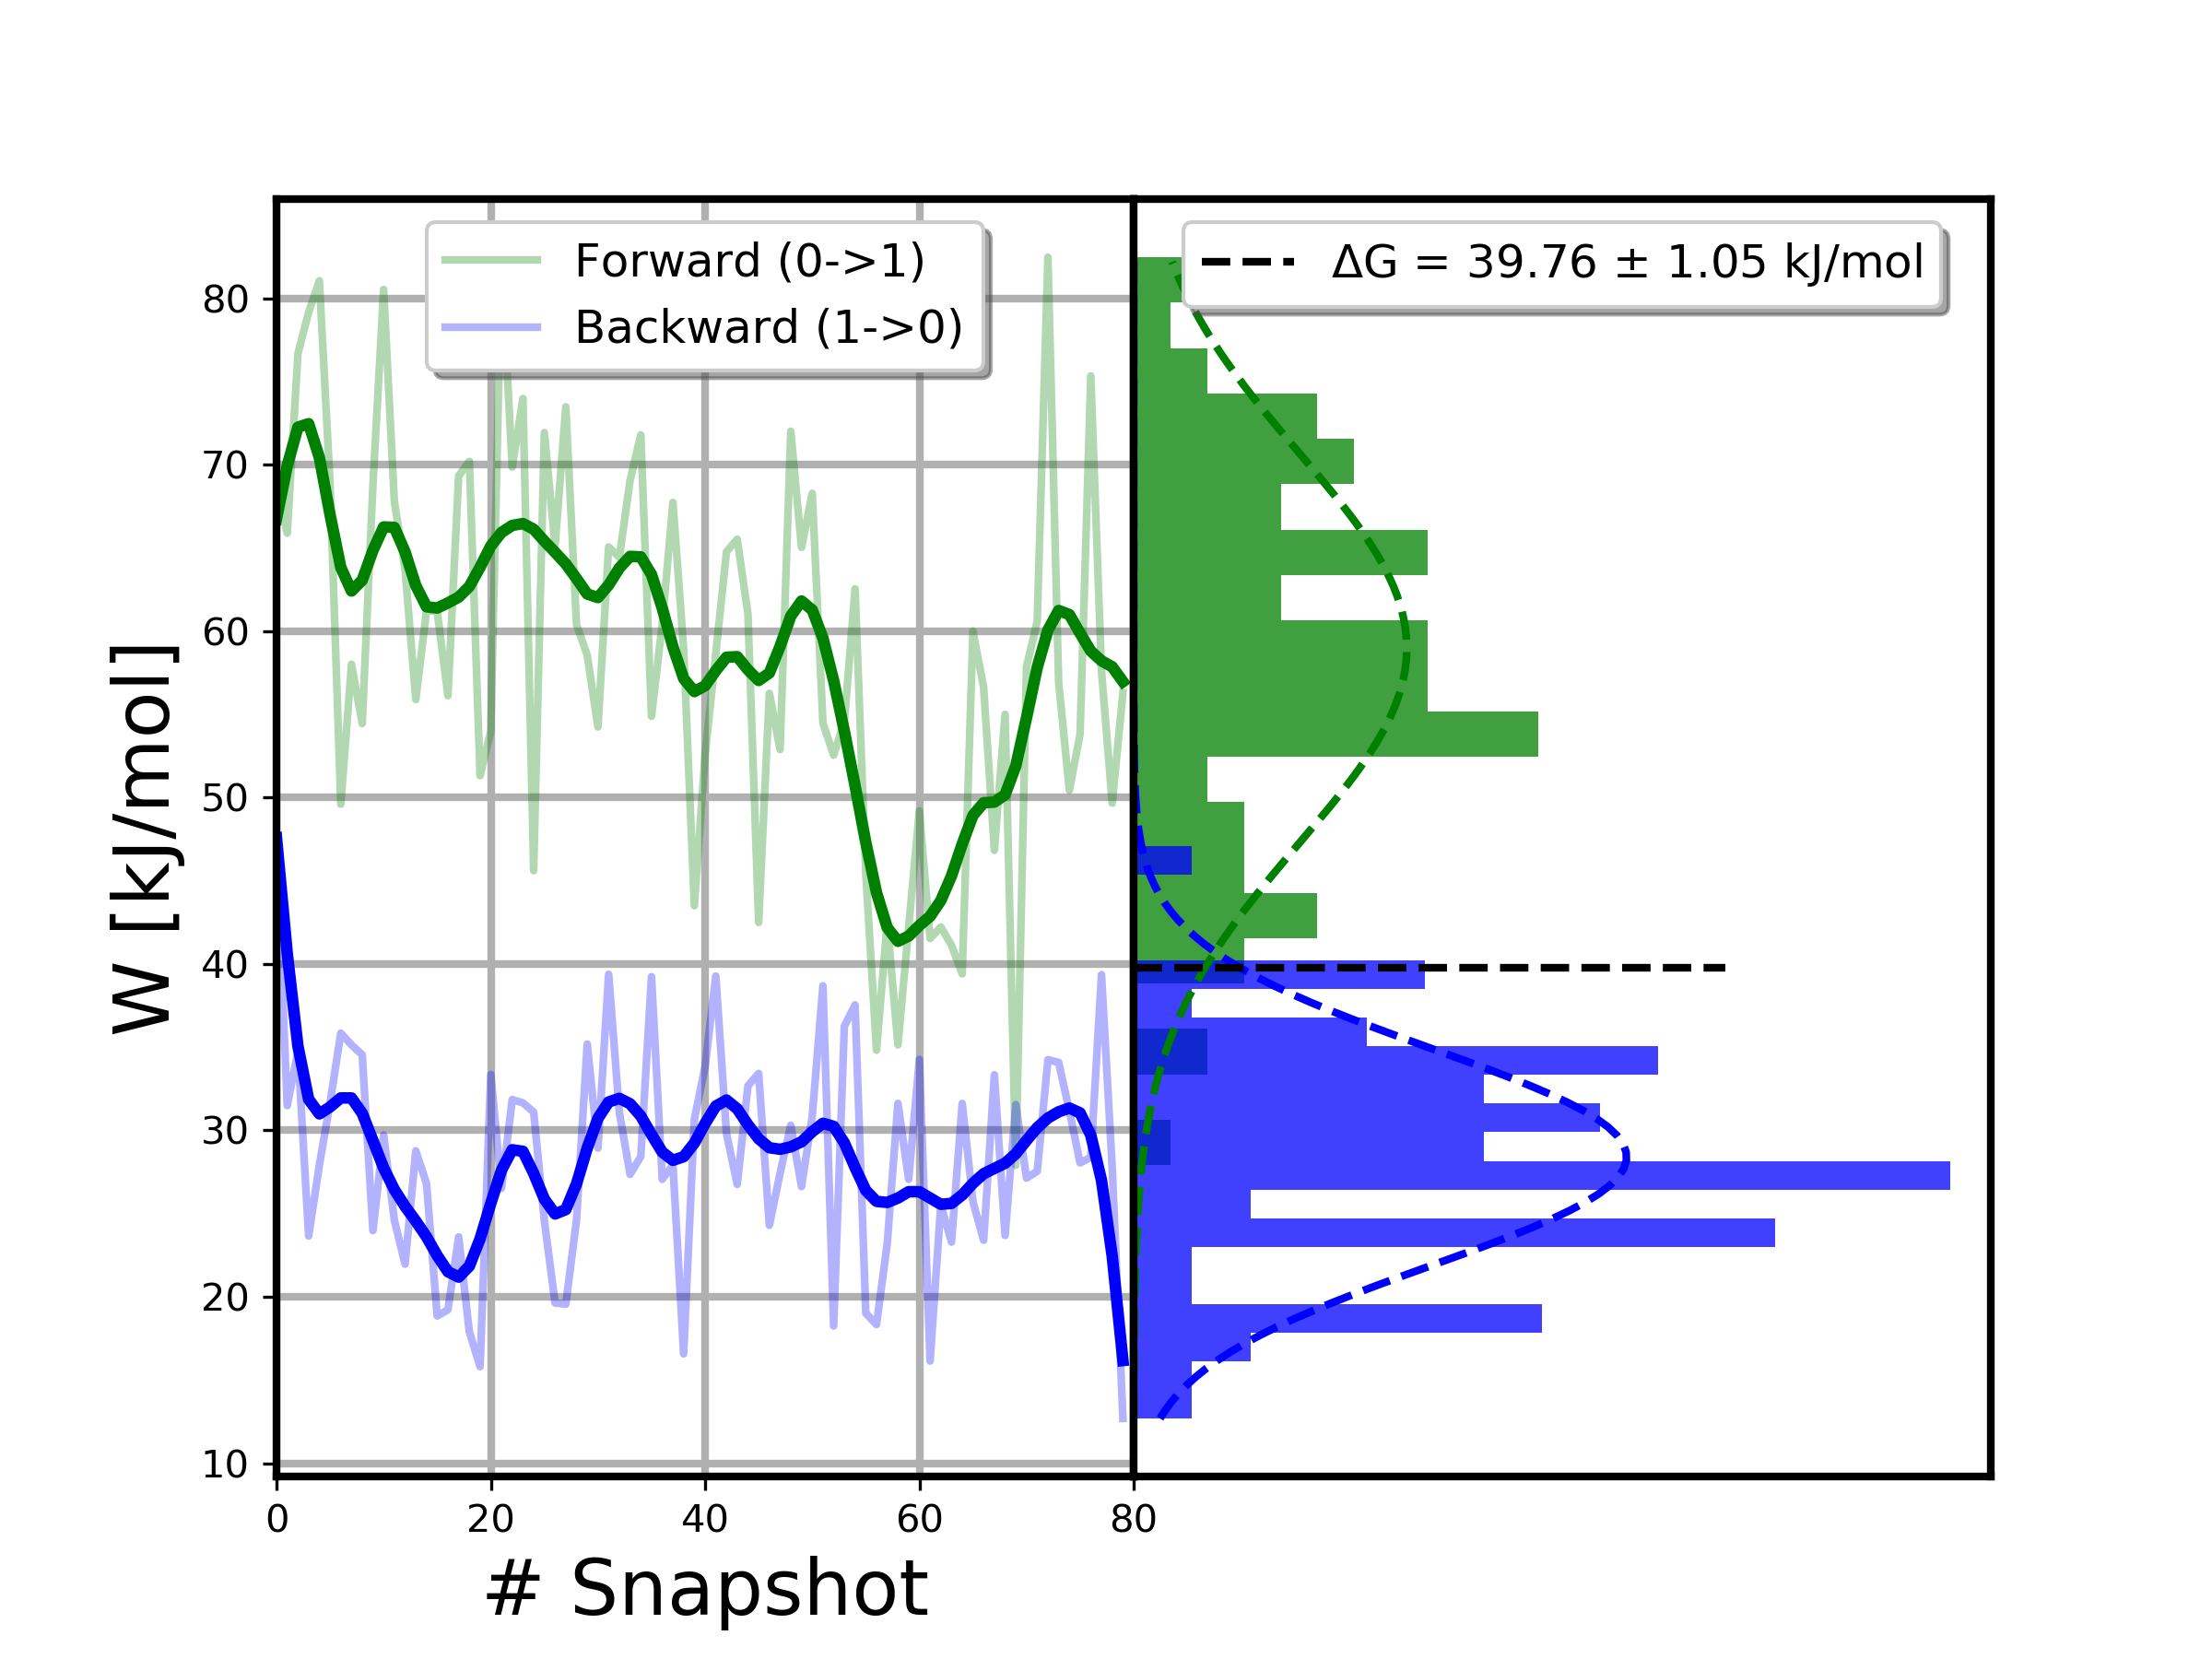 Forward (0->1)
Backward (1->0)
ΔG = 39.76 ± 1.05 kJ/mol
W [kJ/mol]
80
70
60
50
40
30
20
10
0 20 40 60 80
# Snapshot